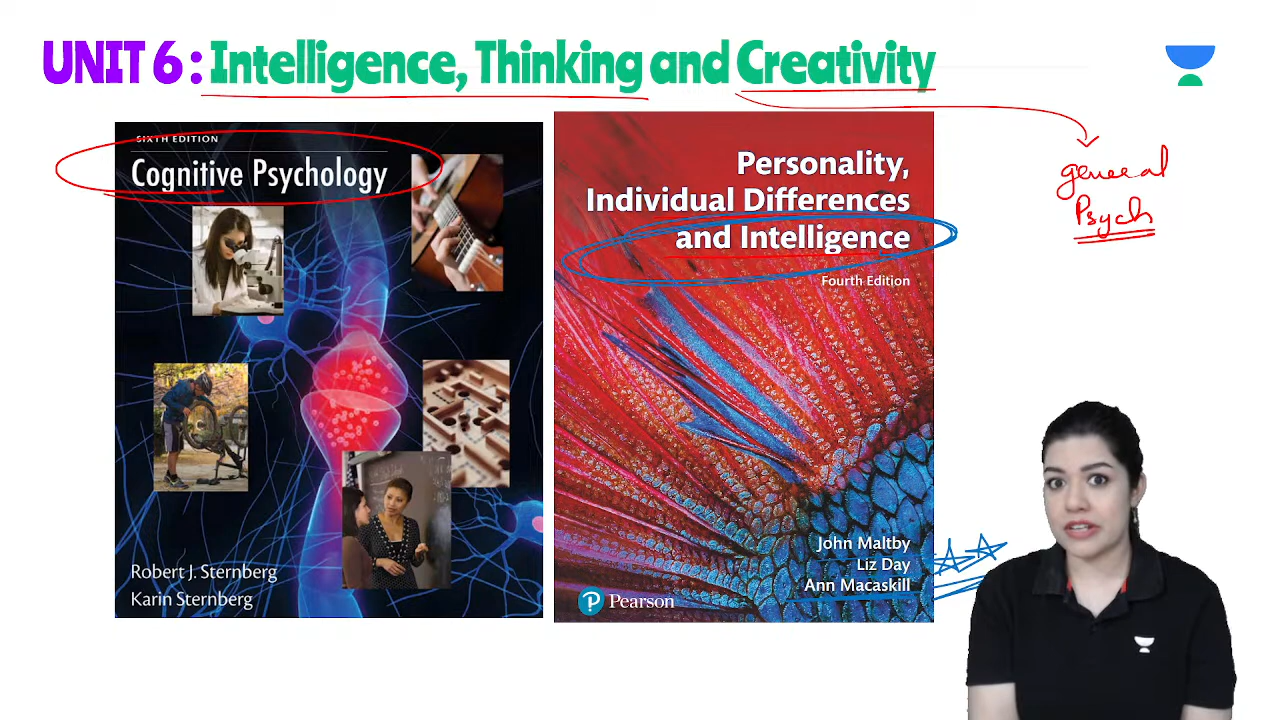 UNIT 6 : Intelligence, Thinking and Creativity
SIXTH EDITION
Cognitive Psychology
Robert J. Sternberg
Karin Sternberg
Personality,
Individual Differences
and Intelligence
Fourth Edition
John Maltby
Liz Day
Ann Macaskill
Pearson
general
Psych